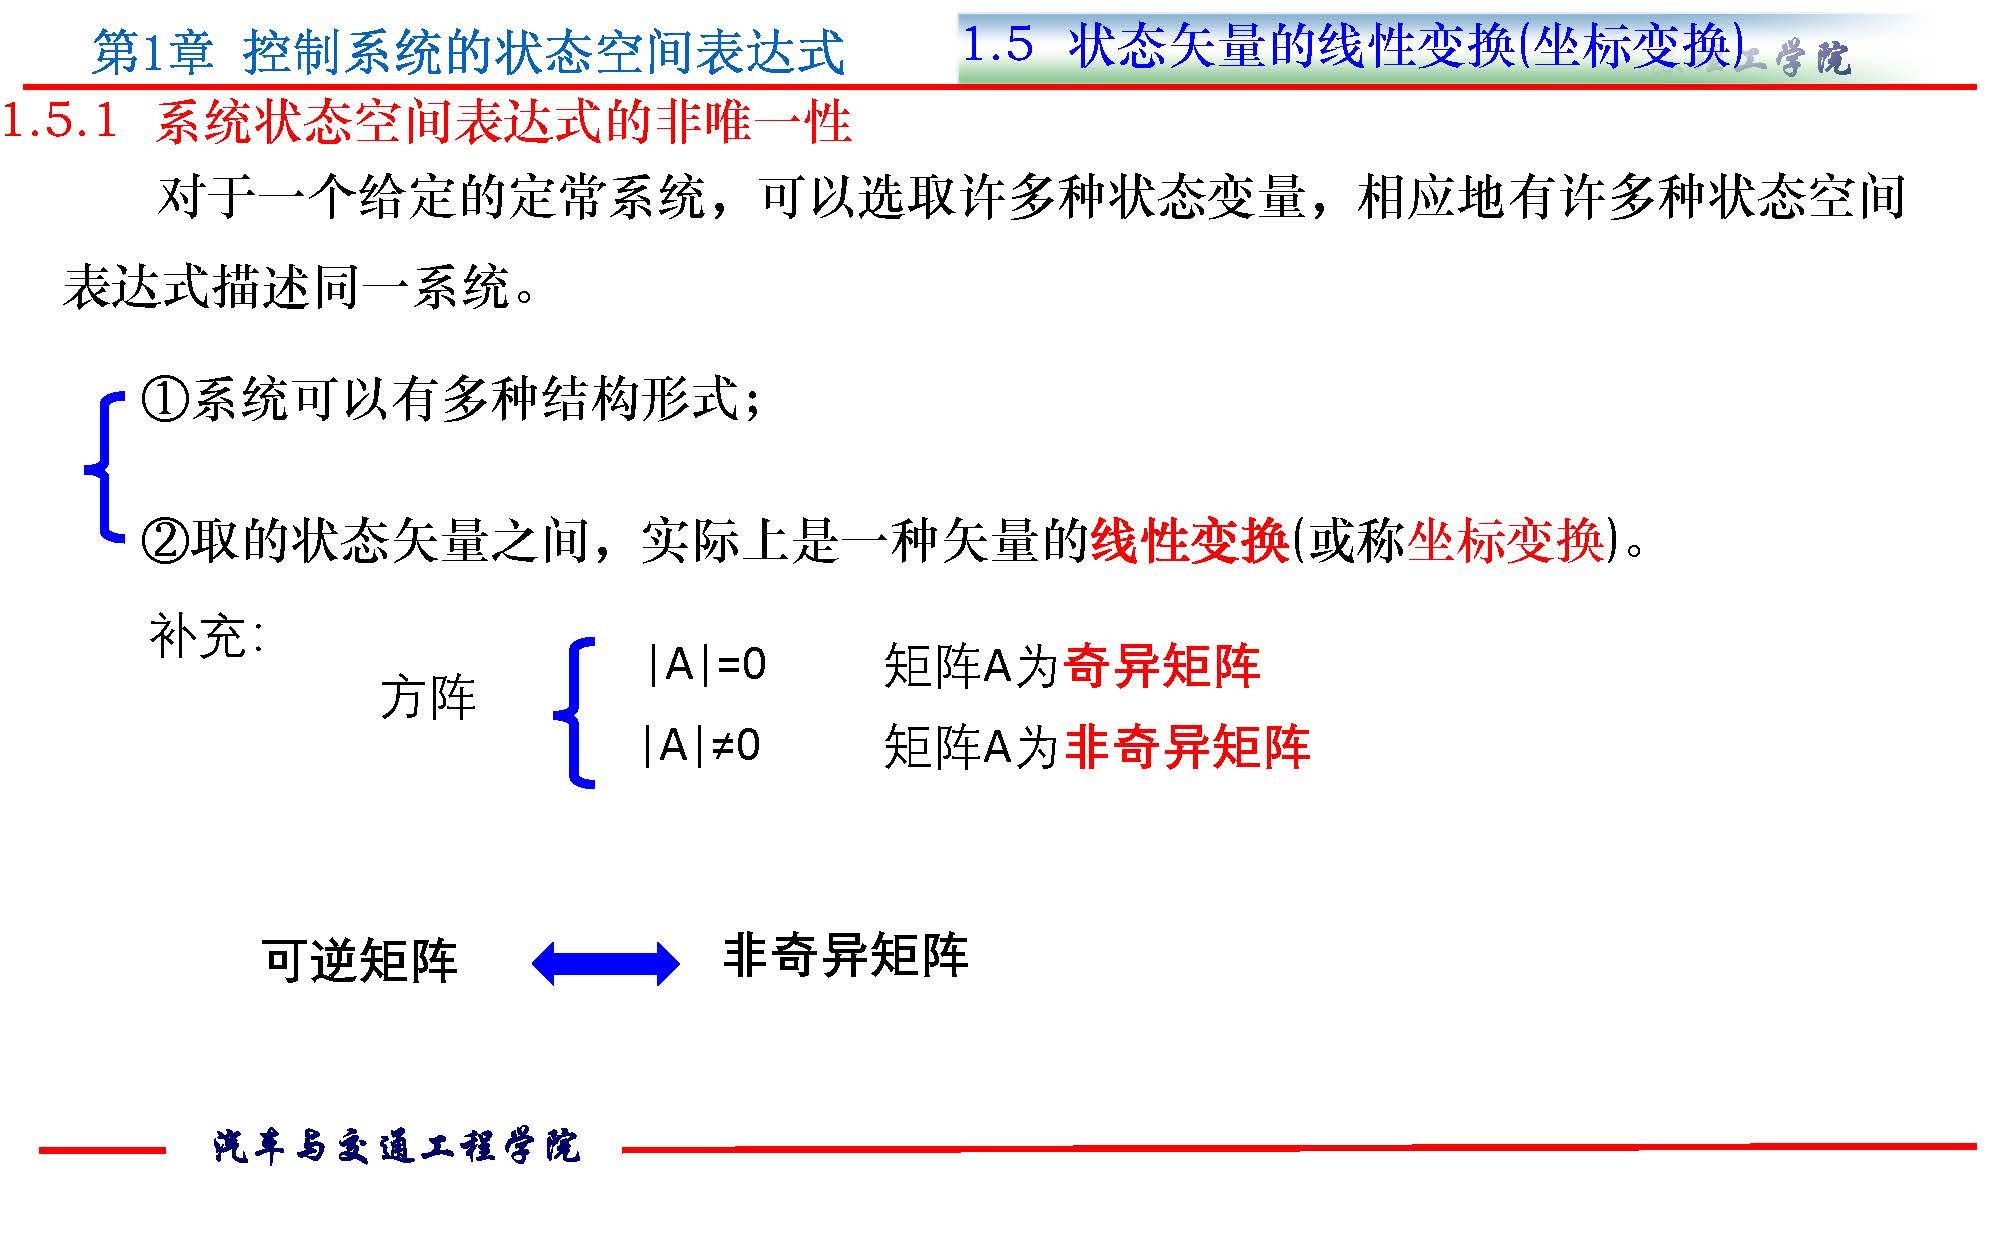 第1章 控制系统的状态空间表达式
1.5 状态矢量的线性变换(坐标变换)
工学院
1.5.1 系统状态空间表达式的非唯一性
对于一个给定的定常系统，可以选取许多种状态变量，相应地有许多种状态空间
表达式描述同一系统。
①系统可以有多种结构形式；
②取的状态矢量之间，实际上是一种矢量的线性变换(或称坐标变换)。
补充：
方阵
|A|=0 矩阵A为奇异矩阵
|A|≠0 矩阵A为非奇异矩阵
可逆矩阵 非奇异矩阵
汽车与交通工程学院